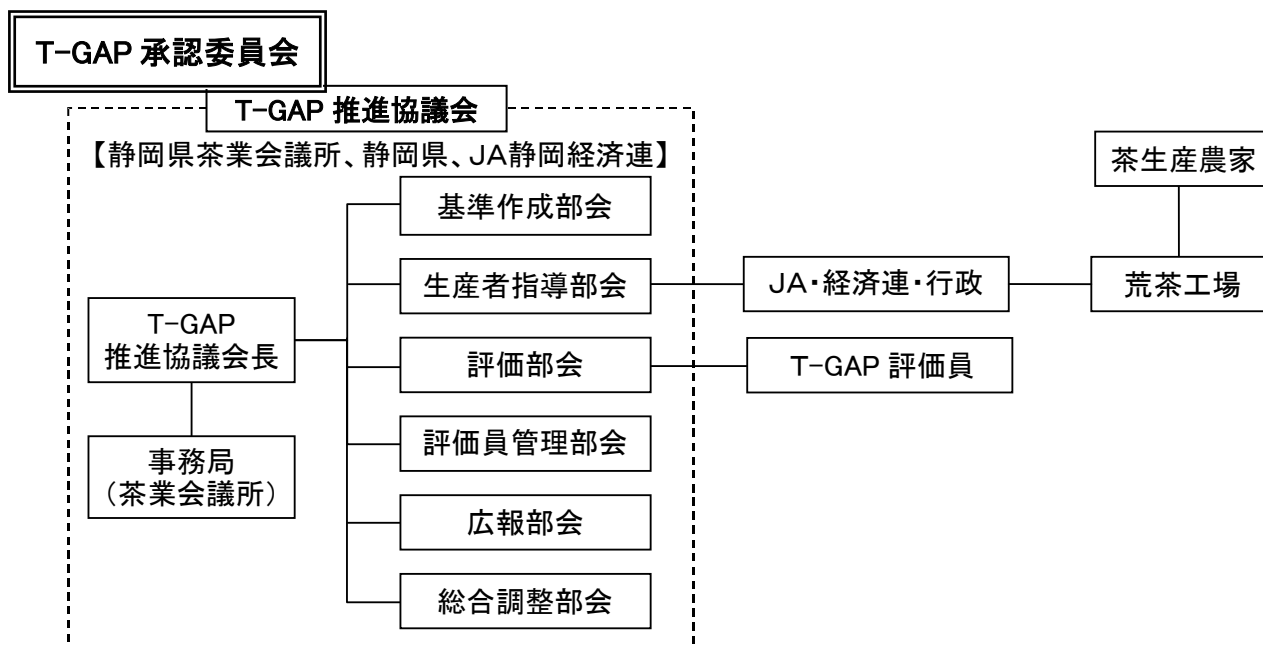 T-GAP 承認委員会
T-GAP 推進協議会
【静岡県茶業会議所、静岡県、JA静岡経済連】
T-GAP
推進協議会長
事務局
（茶業会議所）
基準作成部会
生産者指導部会
評価部会
評価員管理部会
広報部会
総合調整部会
JA・経済連・行政
T-GAP 評価員
茶生産農家
荒茶工場